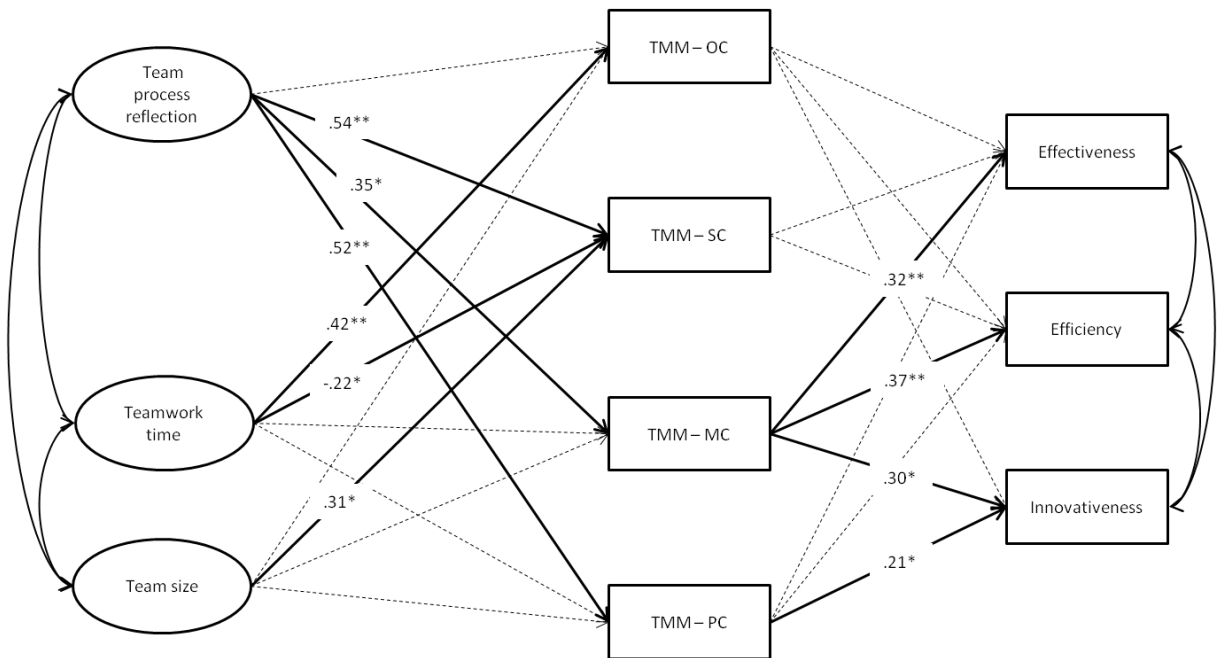 Team
process
reflection
Teamwork
time
Team size
.54**
.35*
.52**
.42**
-.22*
.31*
TMM – OC
TMM – SC
TMM – MC
TMM – PC
.32**
.37**
.30*
.21*
Effectiveness
Efficiency
Innovativeness